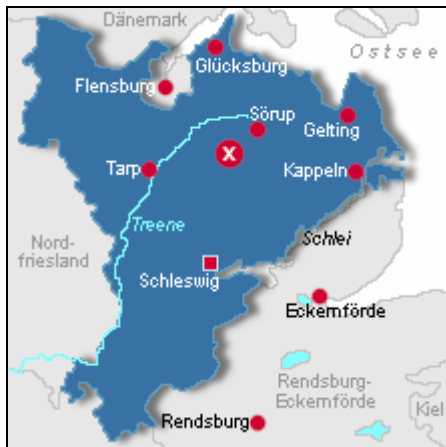 Dänemark
Ostsee
Glücksburg
Flensburg
Sörup
Gelting
X
Tarp
Kappeln
Treene
Nord-
friesland
Schlei
Schleswig
Eckernförde
Rendsburg-
Eckernförde
Kiel
Rendsburg